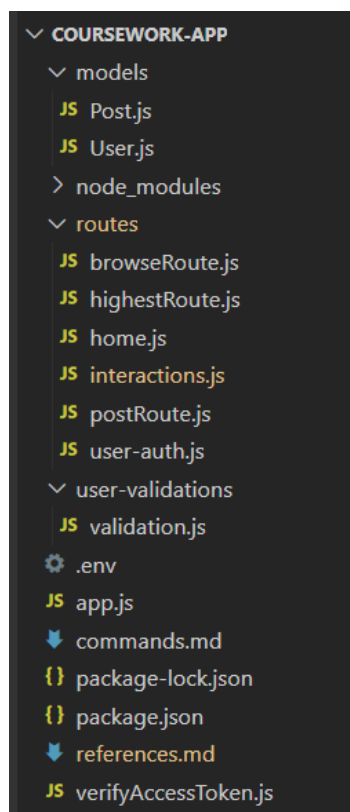 COURSEWORK-APP
models
JS Post.js
JS User.js
node_modules
routes
JS browseRoute.js
JS highestRoute.js
JS home.js
JS interactions.js
JS postRoute.js
JS user-auth.js
user-validations
JS validation.js
.env
JS app.js
commands.md
{} package-lock.json
{} package.json
references.md
JS verifyAccessToken.js